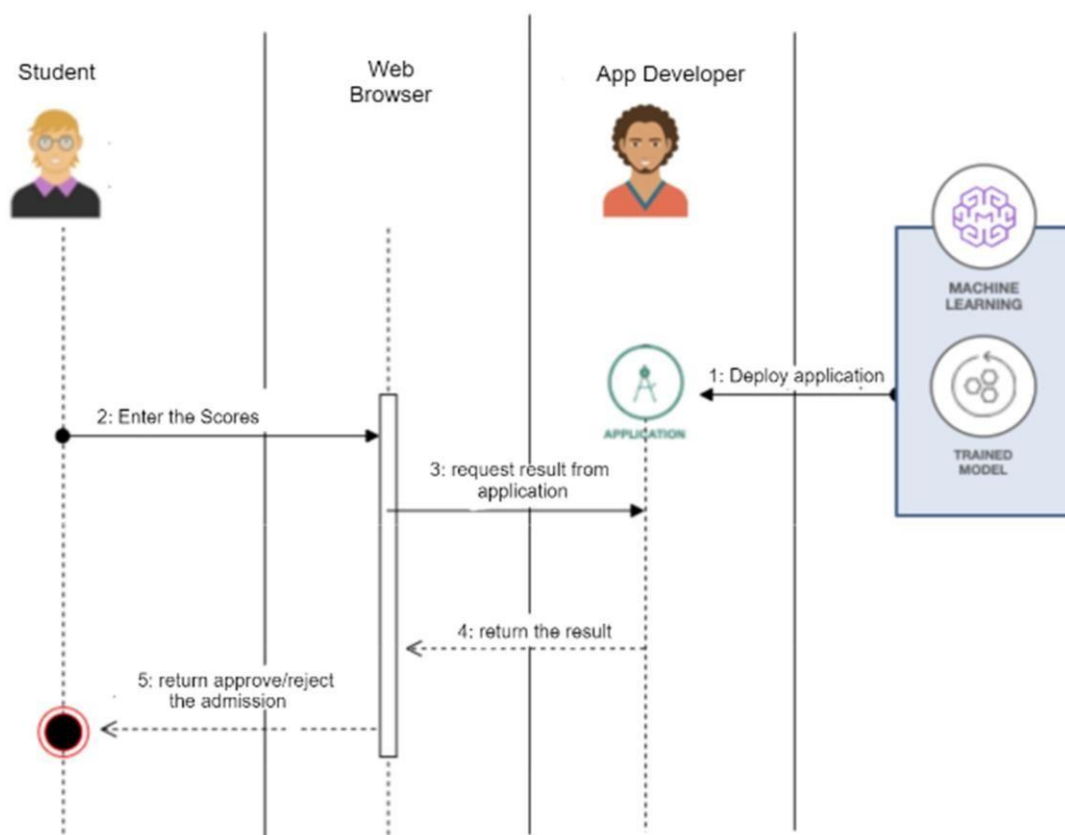 Student
Web
Browser
App Developer
MACHINE
LEARNING
1: Deploy application
APPLICATION
TRAINED
MODEL
2: Enter the Scores
3: request result from
application
4: return the result
5: return approve/reject
the admission